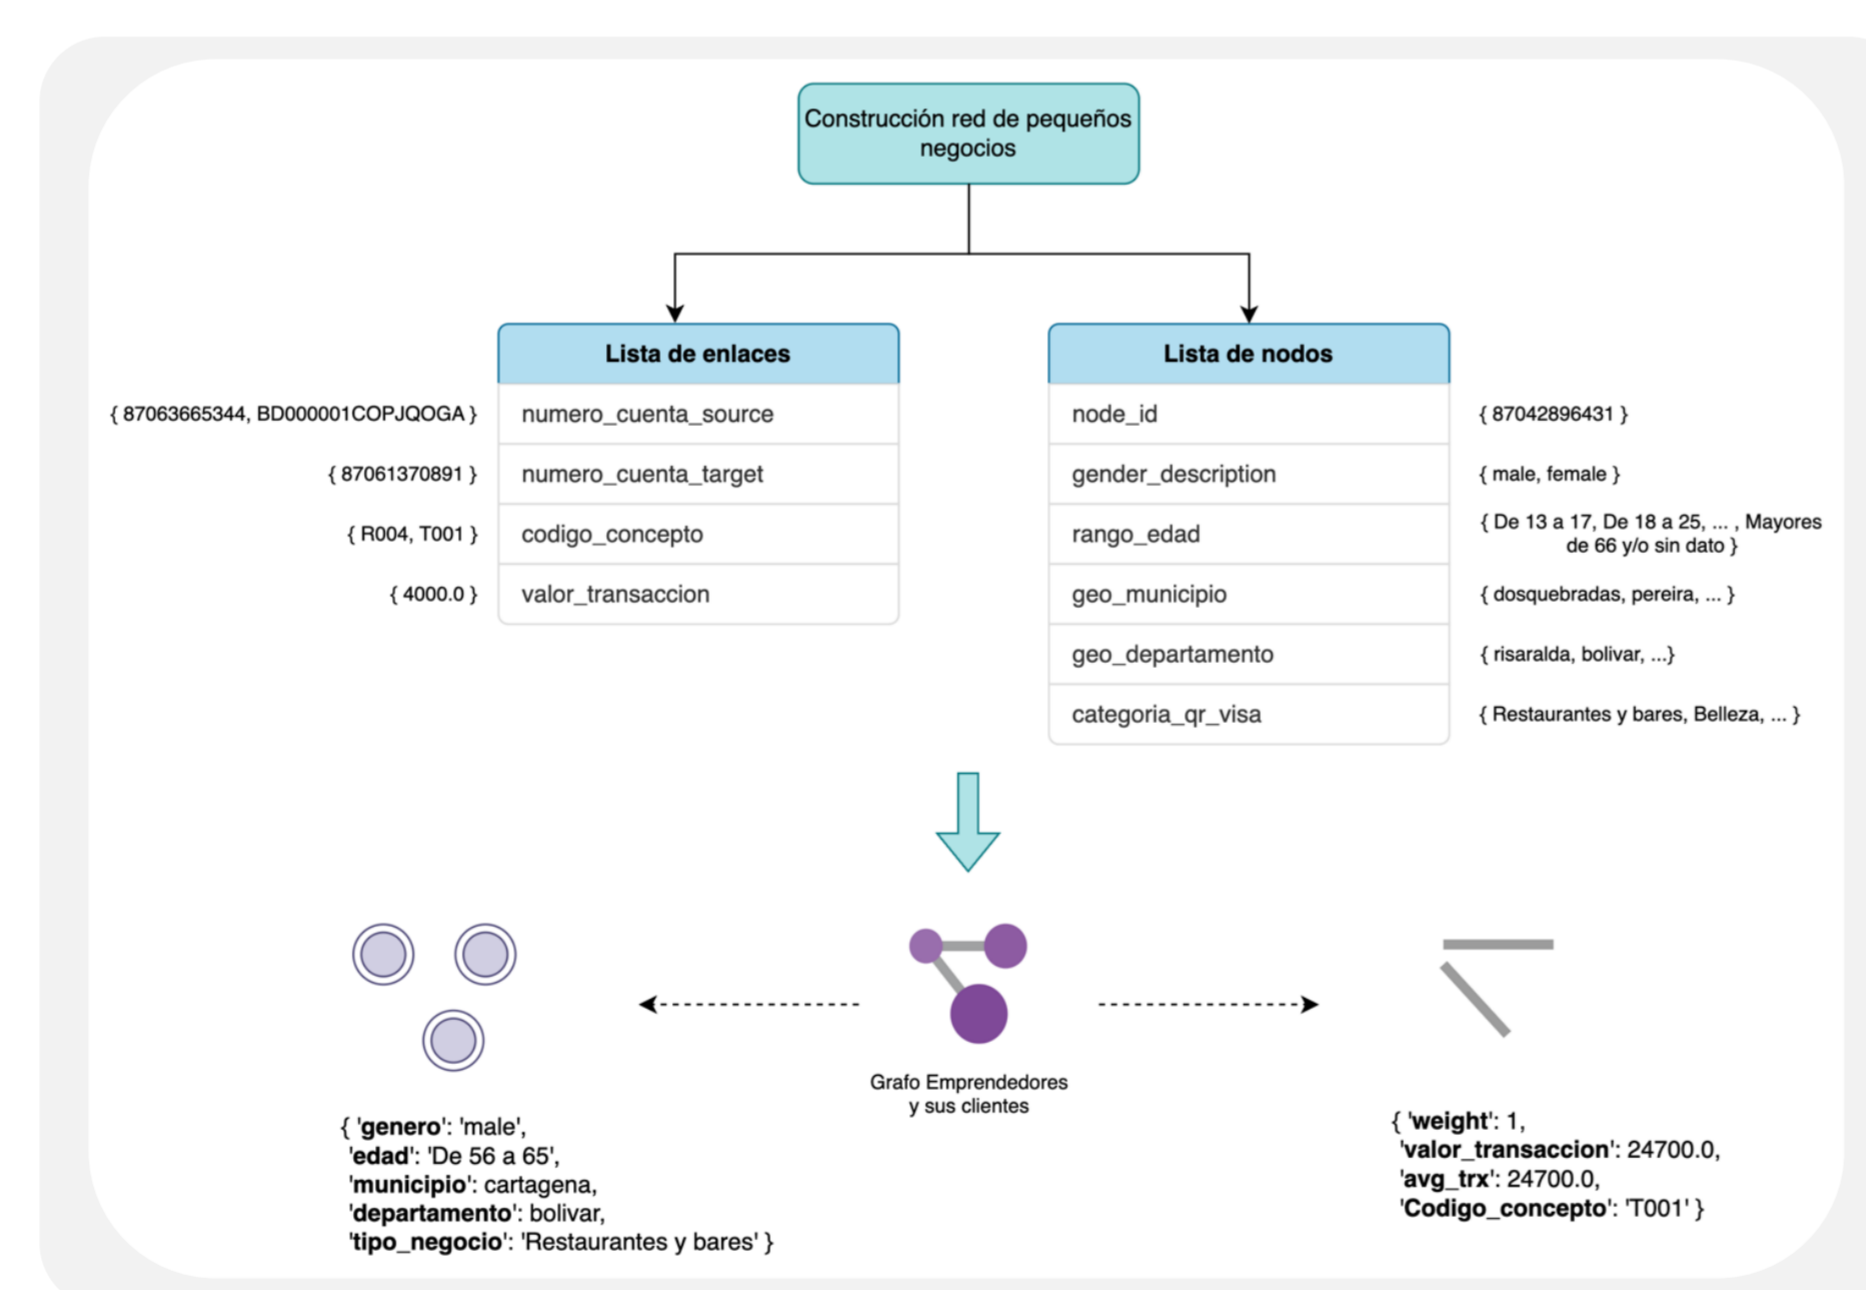 Construcción red de pequeños
negocios
Lista de enlaces
{ 87063665344, BD000001COPJQOGA } numero_cuenta_source
{ 87061370891 } numero_cuenta_target
{ R004, T001 } codigo_concepto
{ 4000.0 } valor_transaccion
Lista de nodos
node_id { 87042896431 }
gender_description { male, female }
rango_edad { De 13 a 17, De 18 a 25, ... , Mayores
de 66 y/o sin dato }
geo_municipio { dosquebradas, pereira, ... }
geo_departamento { risaralda, bolivar, ...}
categoria_qr_visa { Restaurantes y bares, Belleza, ... }
Grafo Emprendedores
y sus clientes
{ 'genero': 'male',
'edad': 'De 56 a 65',
'municipio': cartagena,
'departamento': bolivar,
'tipo_negocio': 'Restaurantes y bares' }
{ 'weight': 1,
'valor_transaccion': 24700.0,
'avg_trx': 24700.0,
'Codigo_concepto': 'T001' }